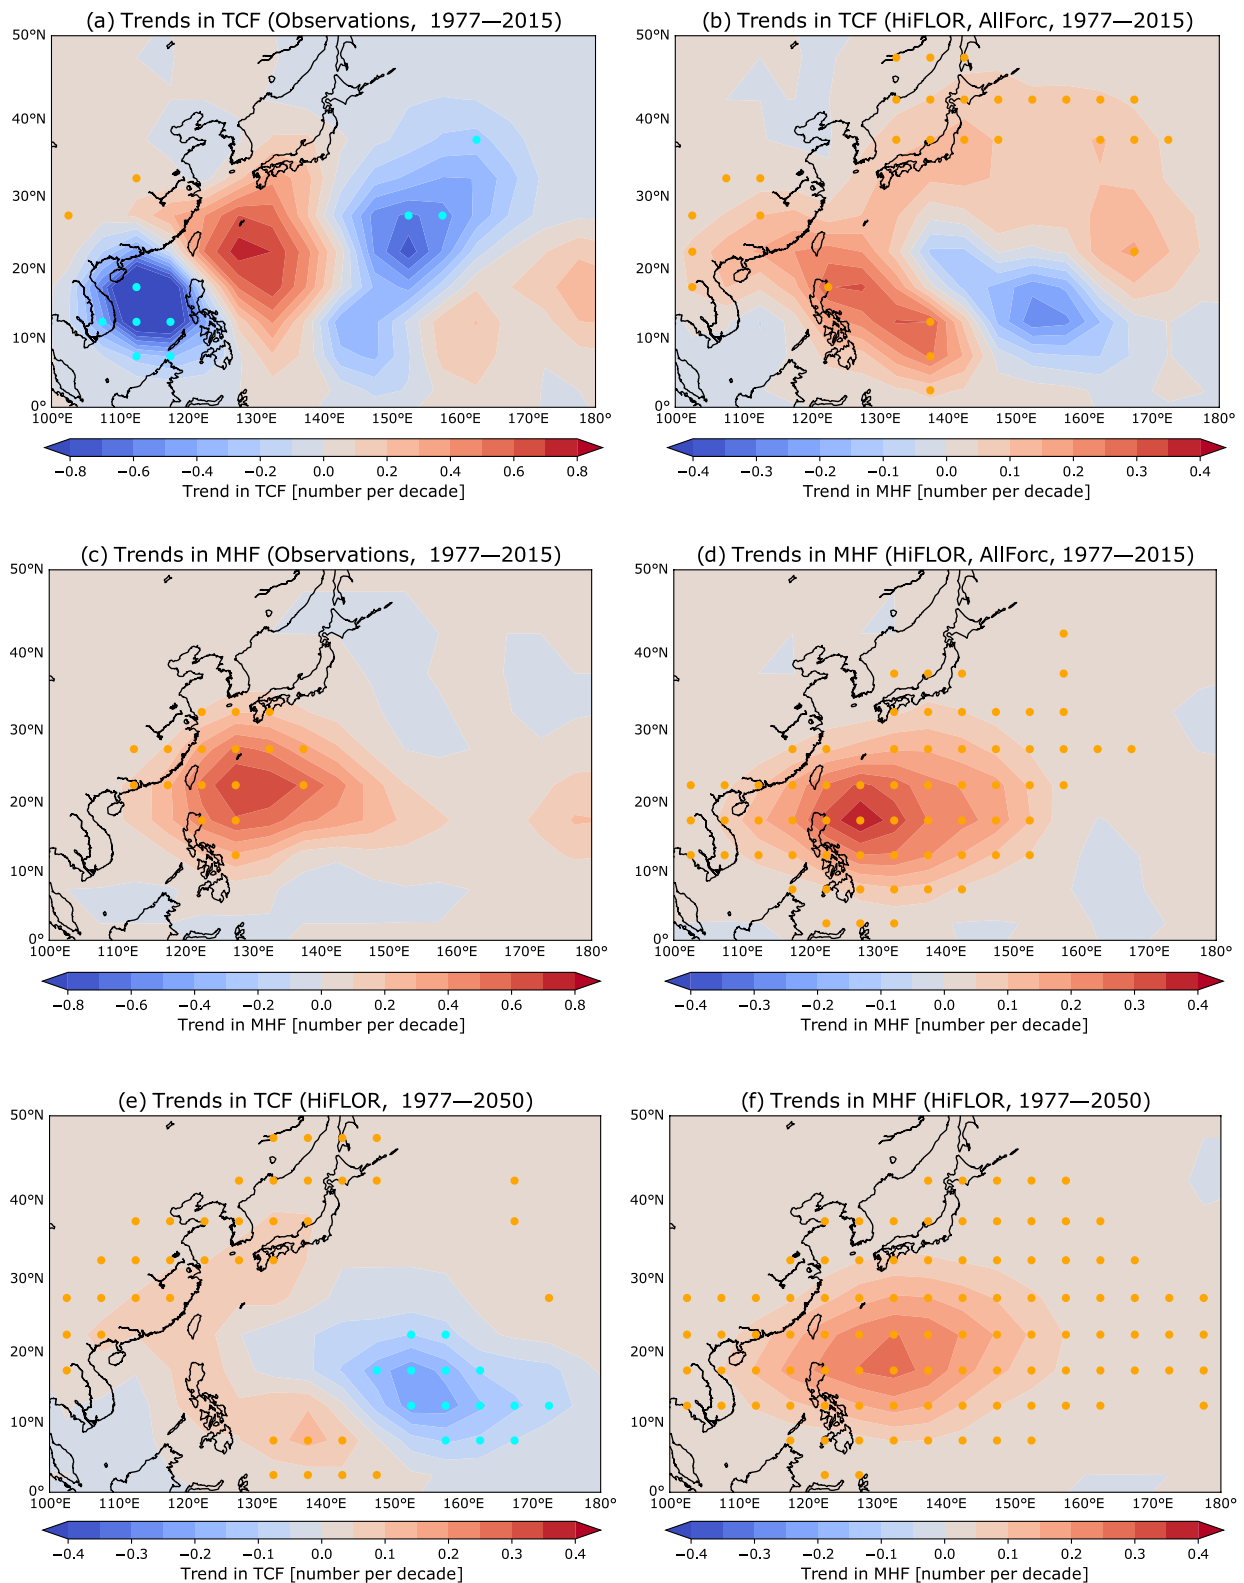 (a) Trends in TCF (Observations, 1977—2015)
50°N
40°N
30°N
20°N
10°N
0°
100°E 110°E 120°E 130°E 140°E 150°E 160°E 170°E 180°
−0.8 −0.6 −0.4 −0.2 0.0 0.2 0.4 0.6 0.8
Trend in TCF [number per decade]
(b) Trends in TCF (HiFLOR, AllForc, 1977—2015)
50°N
40°N
30°N
20°N
10°N
0°
100°E 110°E 120°E 130°E 140°E 150°E 160°E 170°E 180°
−0.4 −0.3 −0.2 −0.1 0.0 0.1 0.2 0.3 0.4
Trend in MHF [number per decade]
(c) Trends in MHF (Observations, 1977—2015)
50°N
40°N
30°N
20°N
10°N
0°
100°E 110°E 120°E 130°E 140°E 150°E 160°E 170°E 180°
−0.8 −0.6 −0.4 −0.2 0.0 0.2 0.4 0.6 0.8
Trend in MHF [number per decade]
(d) Trends in MHF (HiFLOR, AllForc, 1977—2015)
50°N
40°N
30°N
20°N
10°N
0°
100°E 110°E 120°E 130°E 140°E 150°E 160°E 170°E 180°
−0.4 −0.3 −0.2 −0.1 0.0 0.1 0.2 0.3 0.4
Trend in MHF [number per decade]
(e) Trends in TCF (HiFLOR, 1977—2050)
50°N
40°N
30°N
20°N
10°N
0°
100°E 110°E 120°E 130°E 140°E 150°E 160°E 170°E 180°
−0.4 −0.3 −0.2 −0.1 0.0 0.1 0.2 0.3 0.4
Trend in TCF [number per decade]
(f) Trends in MHF (HiFLOR, 1977—2050)
50°N
40°N
30°N
20°N
10°N
0°
100°E 110°E 120°E 130°E 140°E 150°E 160°E 170°E 180°
−0.4 −0.3 −0.2 −0.1 0.0 0.1 0.2 0.3 0.4
Trend in MHF [number per decade]